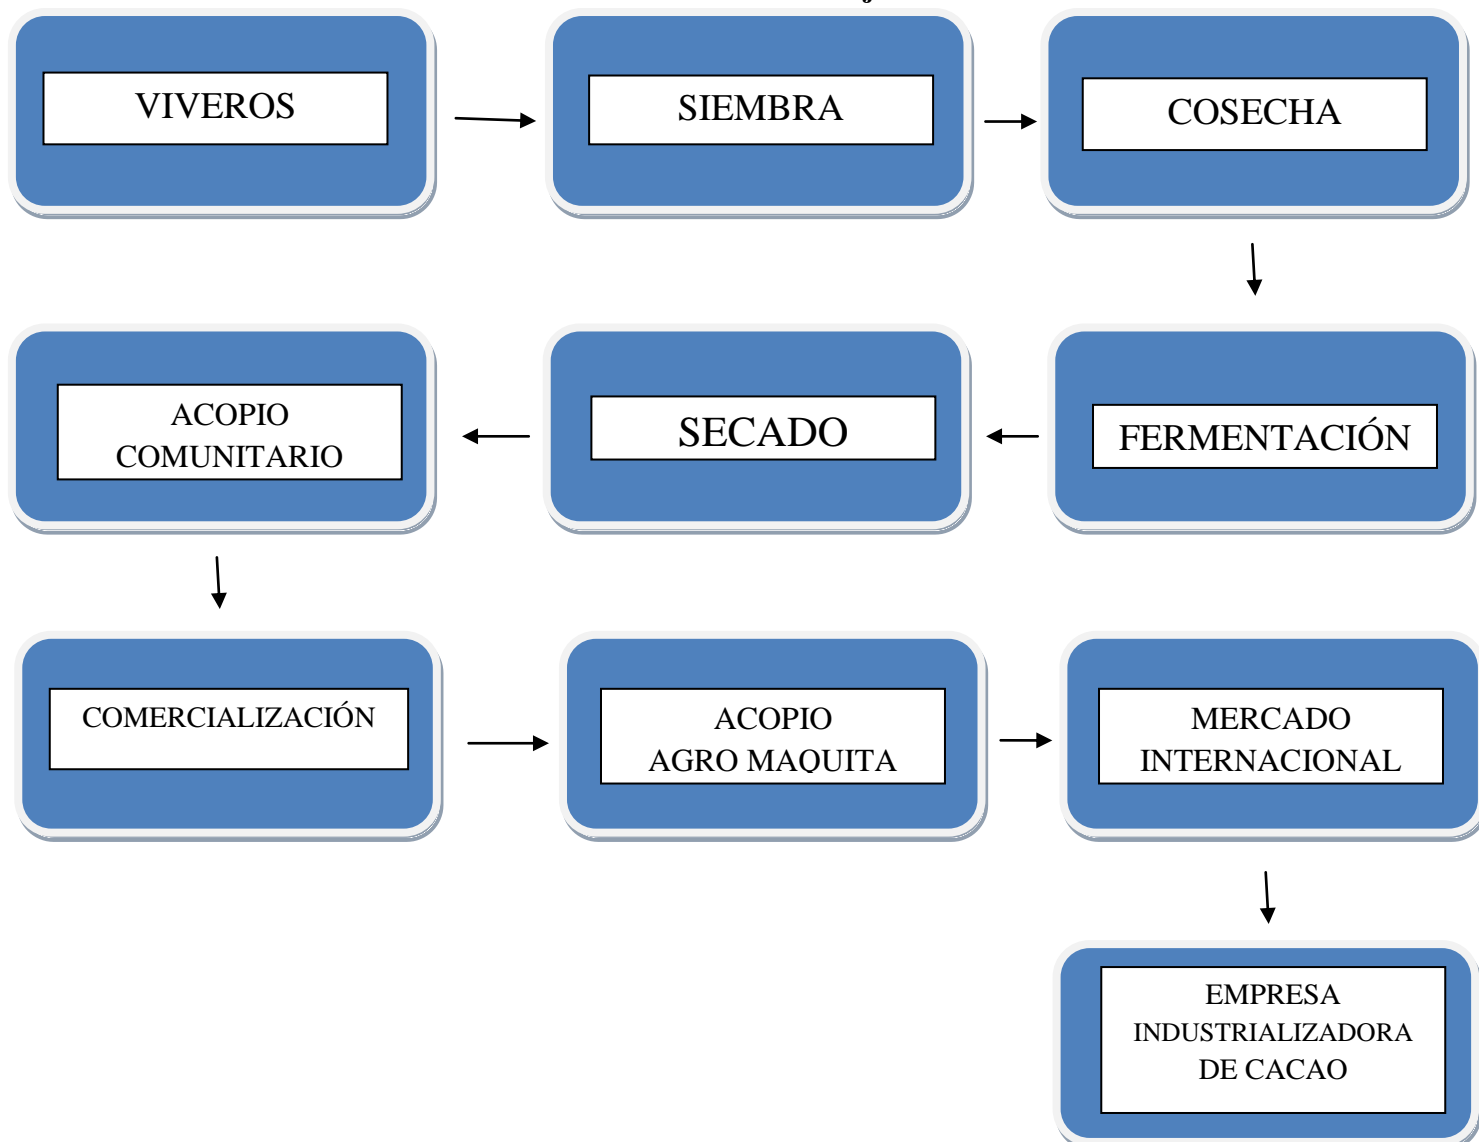 VIVEROS
SIEMBRA
COSECHA
FERMENTACIÓN
SECADO
ACOPIO
COMUNITARIO
COMERCIALIZACIÓN
ACOPIO
AGRO MAQUITA
MERCADO
INTERNACIONAL
EMPRESA
INDUSTRIALIZADORA
DE CACAO